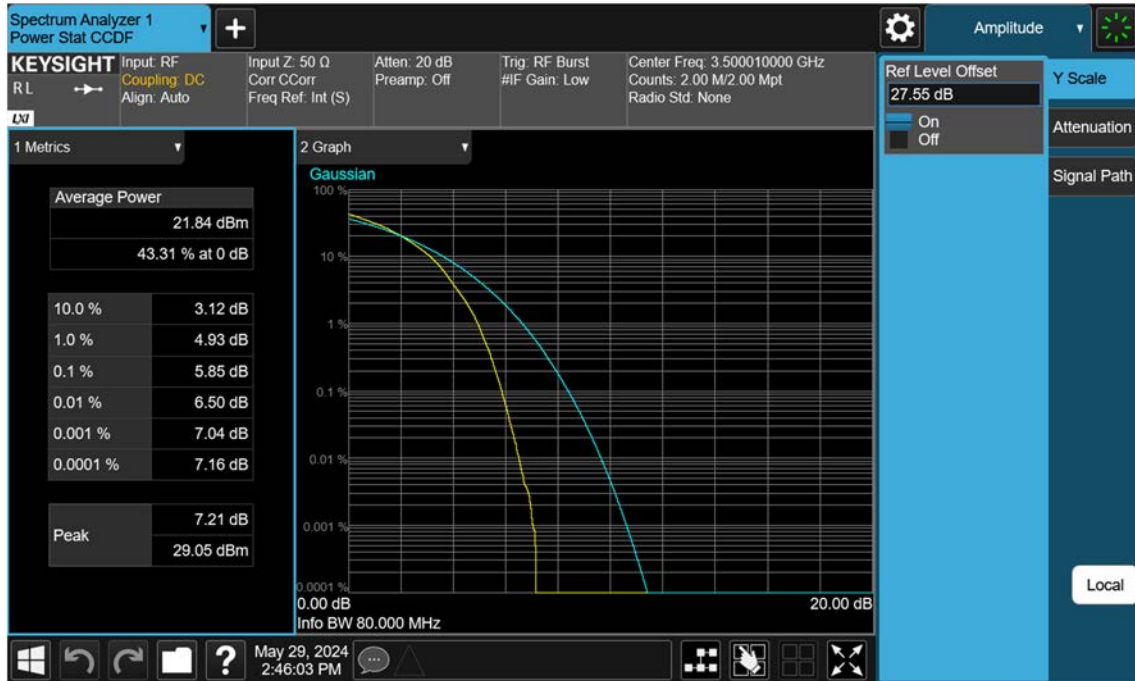 Spectrum Analyzer 1
Power Stat CCDF
Amplitude
KEYSIGHT
R L
LXI
Input: RF
Coupling: DC
Align: Auto
Input Z: 50 Ω
Corr CCorr
Freq Ref: Int (S)
Atten: 20 dB
Preamp: Off
Trig: RF Burst
#IF Gain: Low
Center Freq: 3.500010000 GHz
Counts: 2.00 M/2.00 Mpt
Radio Std: None
Ref Level Offset
27.55 dB
On
Off
Y Scale
Attenuation
Signal Path
1 Metrics
Average Power
21.84 dBm
43.31 % at 0 dB
10.0 % 3.12 dB
1.0 % 4.93 dB
0.1 % 5.85 dB
0.01 % 6.50 dB
0.001 % 7.04 dB
0.0001 % 7.16 dB
Peak
7.21 dB
29.05 dBm
2 Graph
Gaussian
100 %
10 %
1 %
0.1 %
0.01 %
0.001 %
0.0001 %
0.00 dB 20.00 dB
Info BW 80.000 MHz
Local
?
May 29, 2024
2:46:03 PM